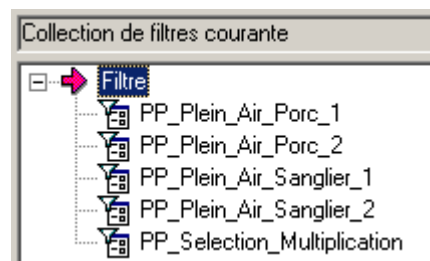 Collection de filtres courante
Filtre
PP_Plein_Air_Porc_1
PP_Plein_Air_Porc_2
PP_Plein_Air_Sanglier_1
PP_Plein_Air_Sanglier_2
PP_Selection_Multiplication